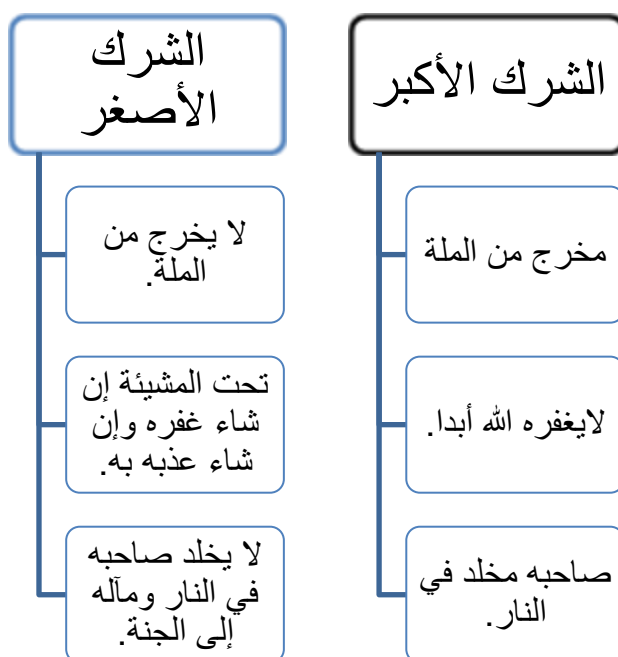 الشرك الأكبر
مخرج من الملة
لايغفره الله أبدا.
صاحبه مخلد في
النار.
الشرك
الأصغر
لا يخرج من
الملة.
تحت المشيئة إن
شاء غفره وإن
شاء عذبه به.
لا يخلد صاحبه
في النار ومآله
إلى الجنة.